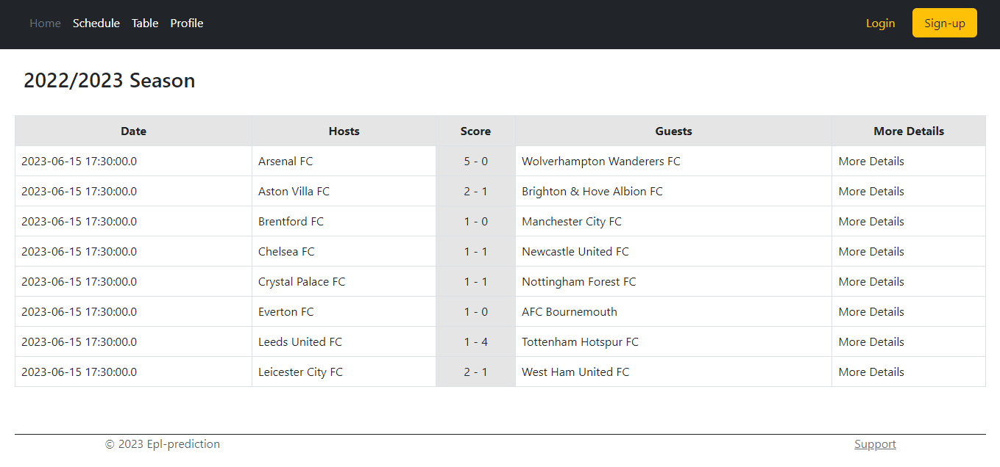 Home Schedule Table Profile Login Sign-up
2022/2023 Season
Date Hosts Score Guests More Details
2023-06-15 17:30:00.0 Arsenal FC 5 - 0 Wolverhampton Wanderers FC More Details
2023-06-15 17:30:00.0 Aston Villa FC 2 - 1 Brighton & Hove Albion FC More Details
2023-06-15 17:30:00.0 Brentford FC 1 - 0 Manchester City FC More Details
2023-06-15 17:30:00.0 Chelsea FC 1 - 1 Newcastle United FC More Details
2023-06-15 17:30:00.0 Crystal Palace FC 1 - 1 Nottingham Forest FC More Details
2023-06-15 17:30:00.0 Everton FC 1 - 0 AFC Bournemouth More Details
2023-06-15 17:30:00.0 Leeds United FC 1 - 4 Tottenham Hotspur FC More Details
2023-06-15 17:30:00.0 Leicester City FC 2 - 1 West Ham United FC More Details
© 2023 Epl-prediction Support